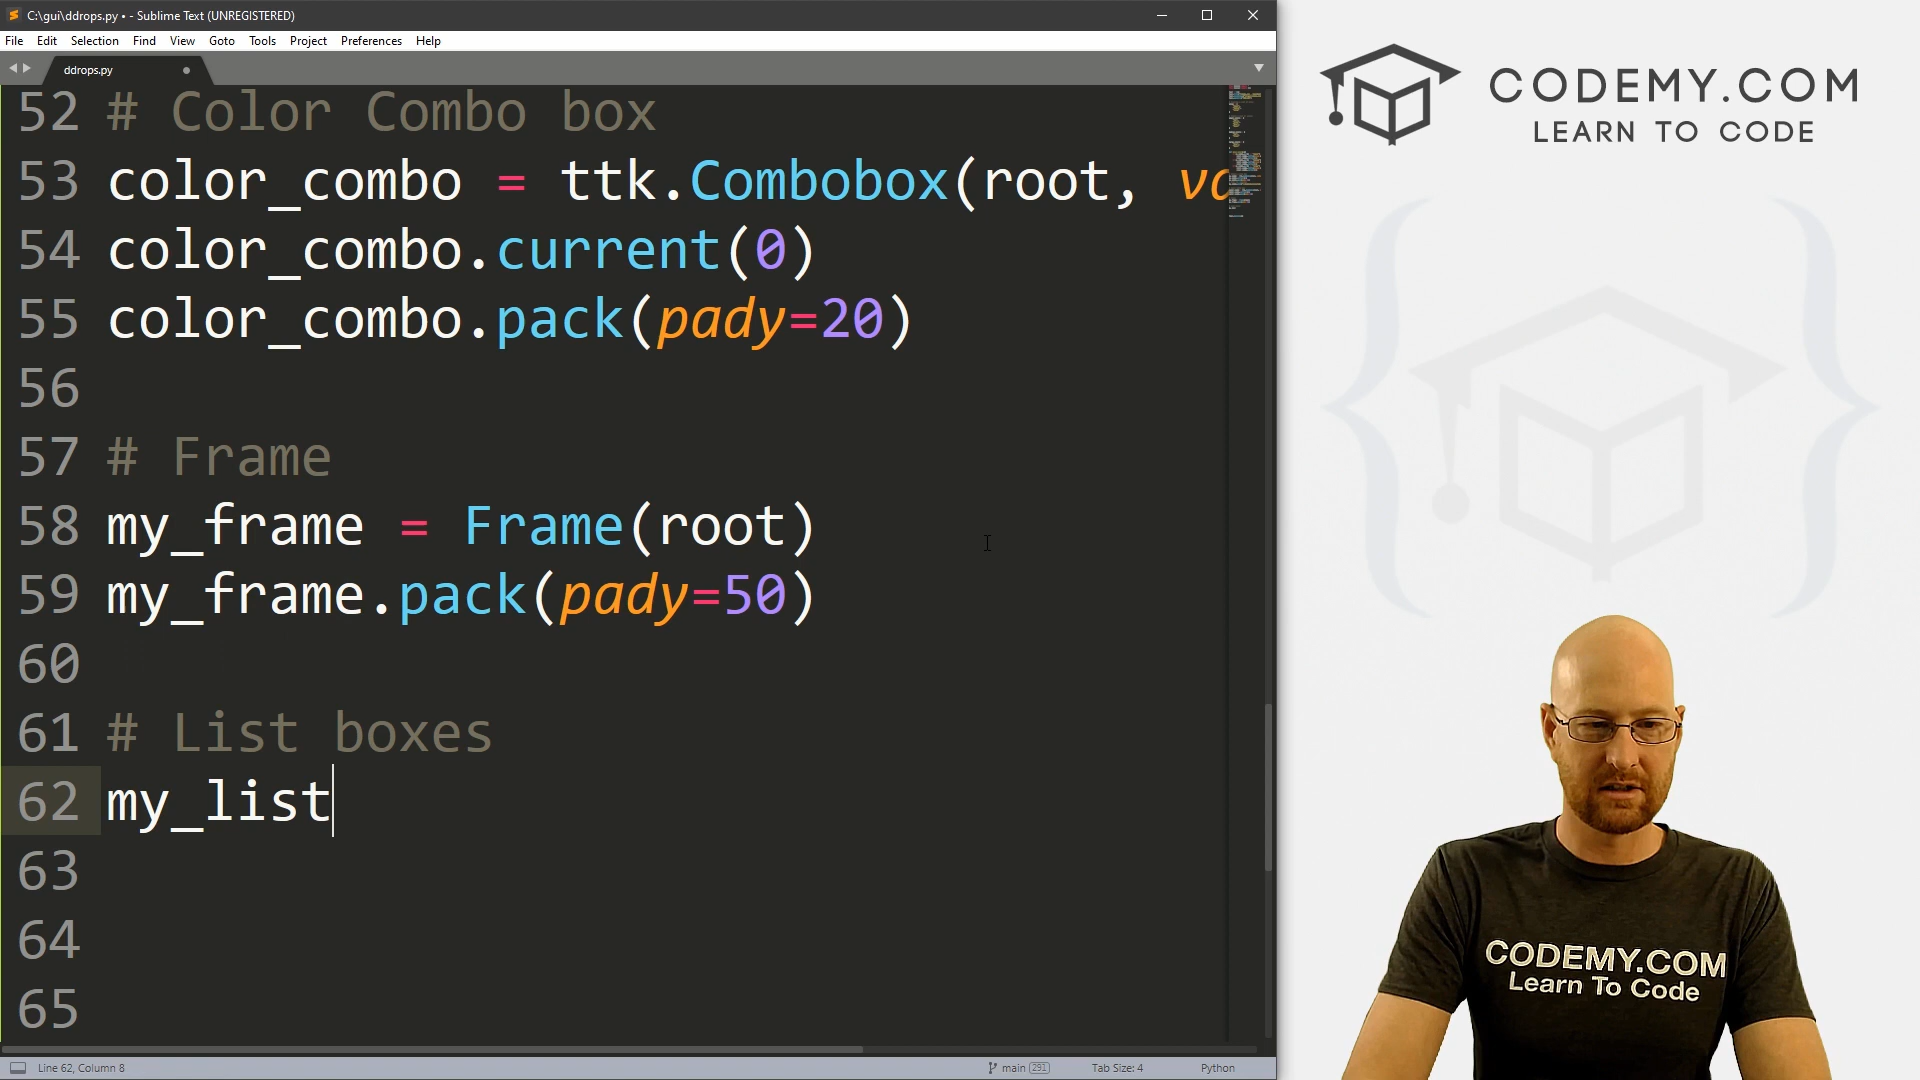 C:\gui\ddrops.py • - Sublime Text (UNREGISTERED)
File Edit Selection Find View Goto Tools Project Preferences Help
ddrops.py
52 # Color Combo box
53 color_combo = ttk.Combobox(root, va
54 color_combo.current(0)
55 color_combo.pack(pady=20)
56
57 # Frame
58 my_frame = Frame(root)
59 my_frame.pack(pady=50)
60
61 # List boxes
62 my_list
63
64
65
Line 62, Column 8 main 291 Tab Size: 4 Python
CODEMY.COM
LEARN TO CODE
CODEMY.COM
Learn To Code